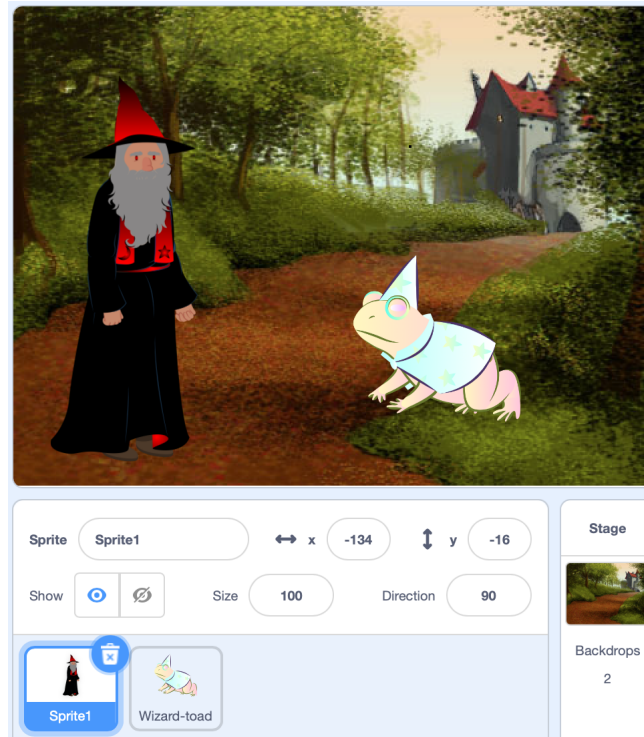 Sprite Sprite1 x -134 y -16
Show Size 100 Direction 90
Stage
Backdrops
2
Sprite1 Wizard-toad